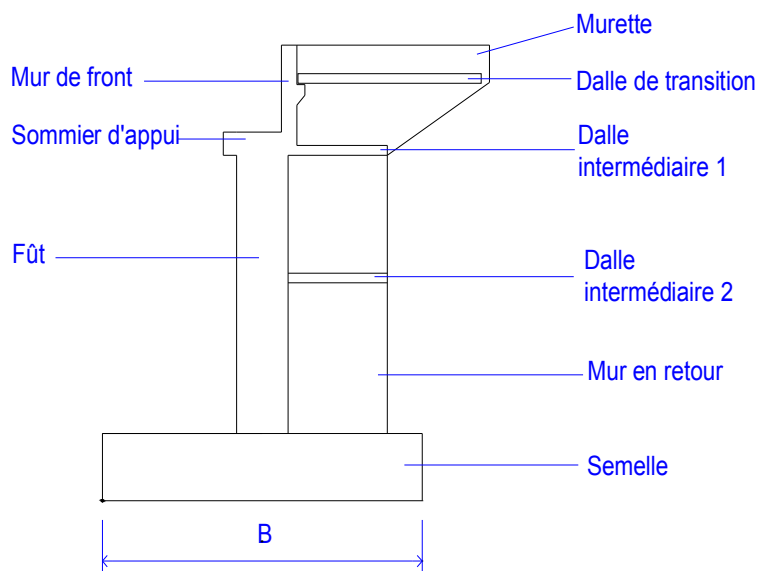 Murette
Mur de front
Dalle de transition
Sommier d'appui
Dalle
intermédiaire 1
Fût
Dalle
intermédiaire 2
Mur en retour
Semelle
B